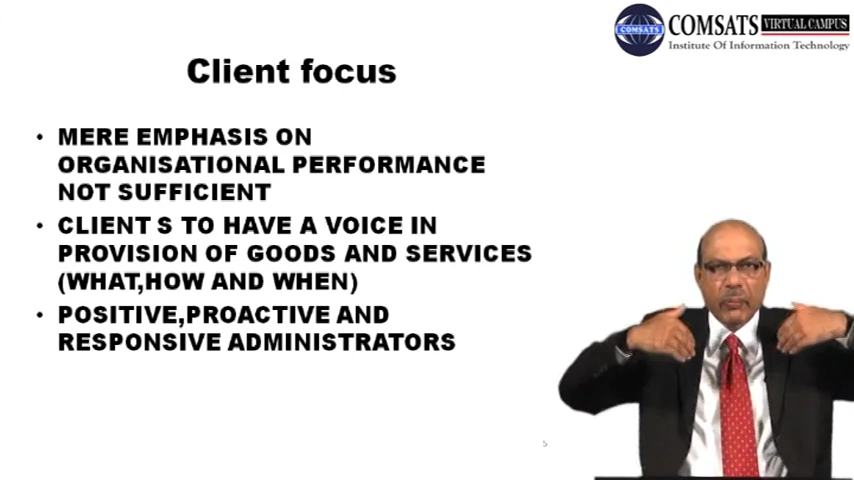 COMSATS VIRTUAL CAMPUS
COMSATS
Institute Of Information Technology
Client focus
• MERE EMPHASIS ON
ORGANISATIONAL PERFORMANCE
NOT SUFFICIENT
• CLIENT S TO HAVE A VOICE IN
PROVISION OF GOODS AND SERVICES
(WHAT,HOW AND WHEN)
• POSITIVE,PROACTIVE AND
RESPONSIVE ADMINISTRATORS